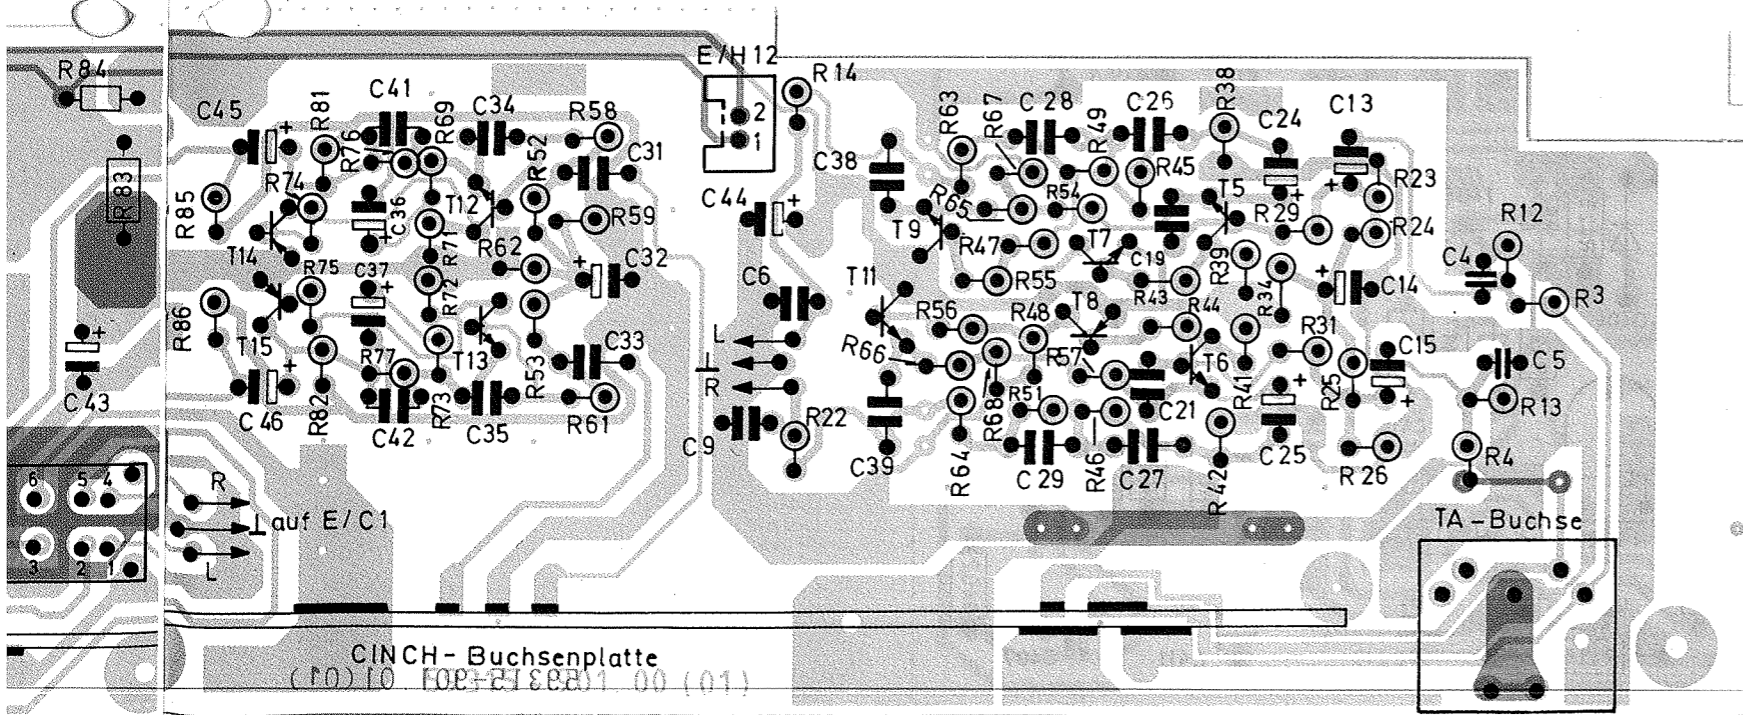 E/H12
R84
R14
C45
R81
C41
R76
R69
C34
R58
R52
C31
2
1
R63
R67
C28
R49
C26
R38
C24
C13
C38
R45
R83
R85
R74
C36
T12
R59
C44
R65
R54
T5
R29
R23
T9
R47
T7
R24
R12
T14
R71
R62
C19
R39
C4
R75
C37
R72
C32
C6
T11
R55
R43
R34
C14
R3
R86
R56
R48
T8
R44
T15
T13
R53
C33
L
⊥
R
R66
R57
T6
R31
C15
C5
R77
R68
R51
R41
R25
C43
C46
R82
C42
R73
C35
R61
C9
R22
C21
R13
C39
R64
C29
R46
C27
R42
C25
R26
R4
6 5 4
3 2 1
R
⊥ auf E/C1
L
TA-Buchse
CINCH-Buchsenplatte